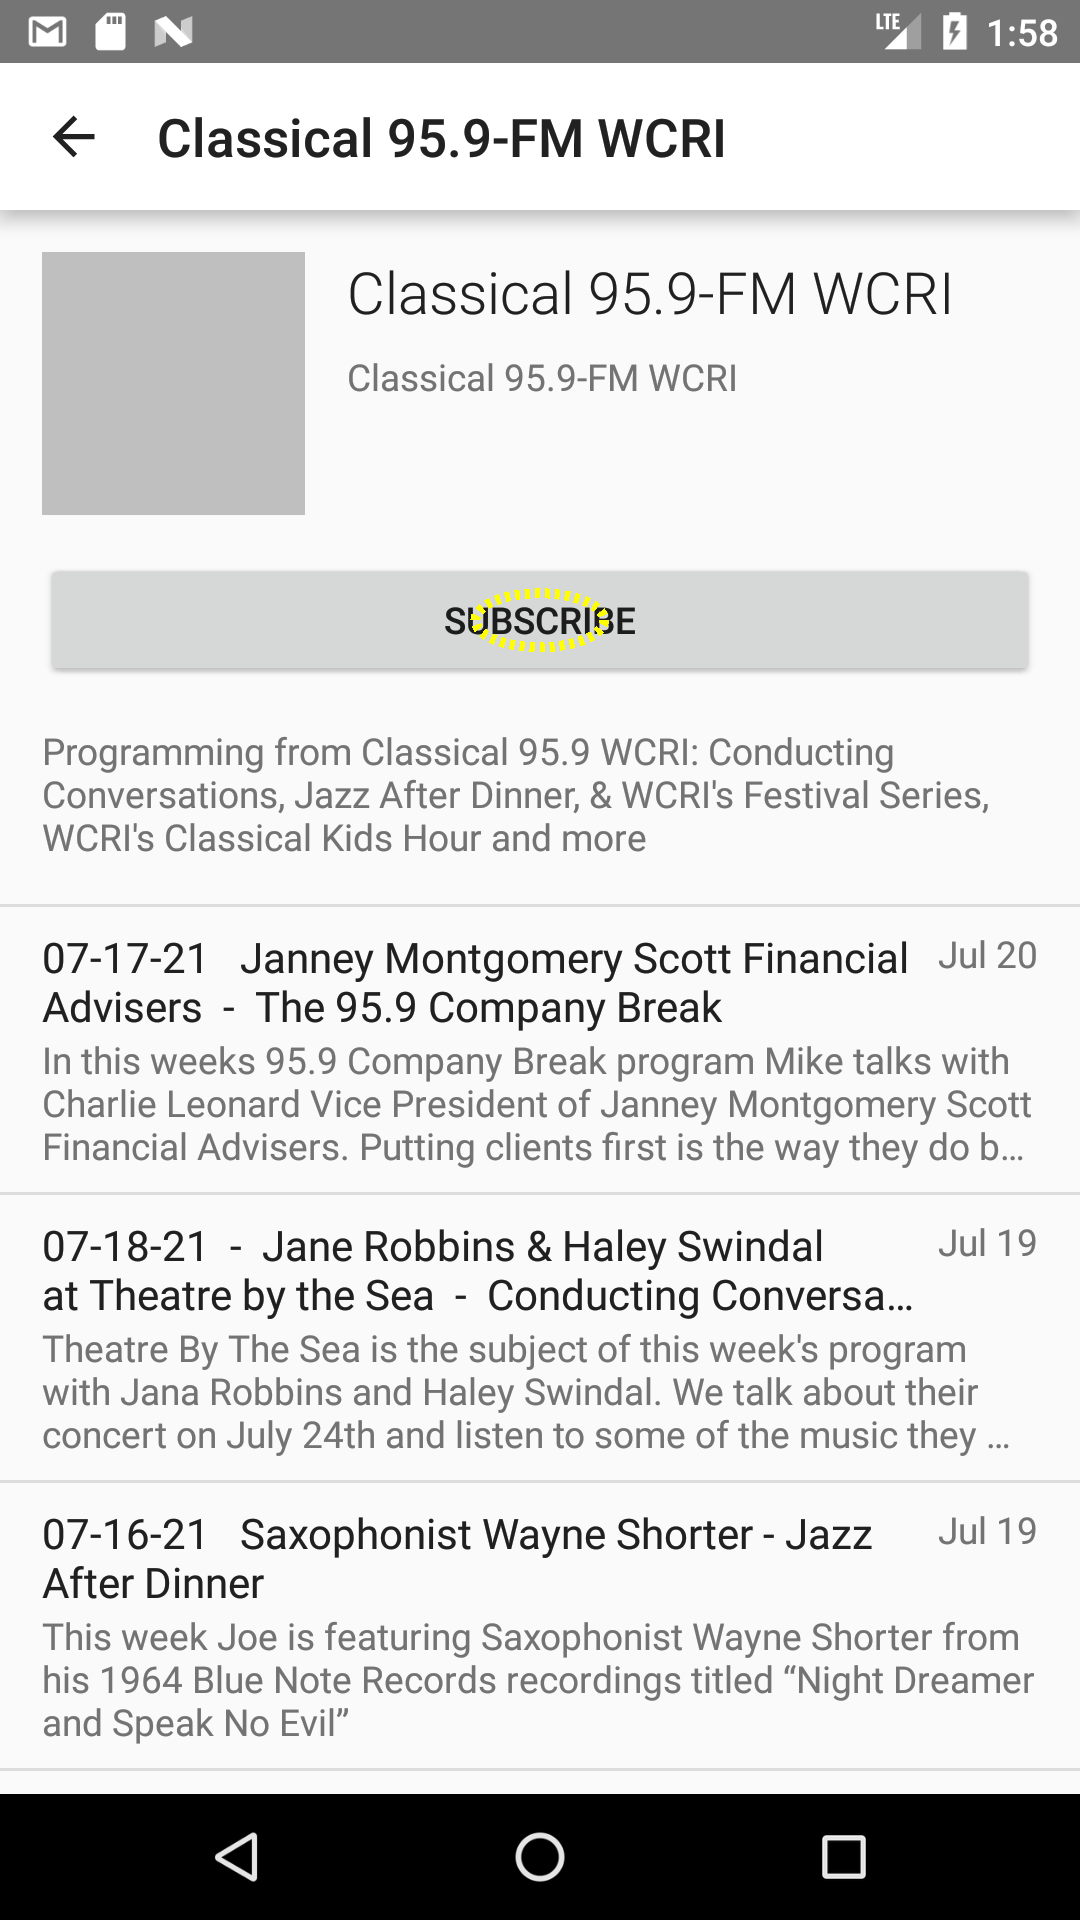 LTE 1:58
Classical 95.9-FM WCRI
Classical 95.9-FM WCRI
Classical 95.9-FM WCRI
SUBSCRIBE
Programming from Classical 95.9 WCRI: Conducting
Conversations, Jazz After Dinner, & WCRI's Festival Series,
WCRI's Classical Kids Hour and more
07-17-21 Janney Montgomery Scott Financial Jul 20
Advisers - The 95.9 Company Break
In this weeks 95.9 Company Break program Mike talks with
Charlie Leonard Vice President of Janney Montgomery Scott
Financial Advisers. Putting clients first is the way they do b…
07-18-21 - Jane Robbins & Haley Swindal Jul 19
at Theatre by the Sea - Conducting Conversa…
Theatre By The Sea is the subject of this week's program
with Jana Robbins and Haley Swindal. We talk about their
concert on July 24th and listen to some of the music they …
07-16-21 Saxophonist Wayne Shorter - Jazz Jul 19
After Dinner
This week Joe is featuring Saxophonist Wayne Shorter from
his 1964 Blue Note Records recordings titled “Night Dreamer
and Speak No Evil”